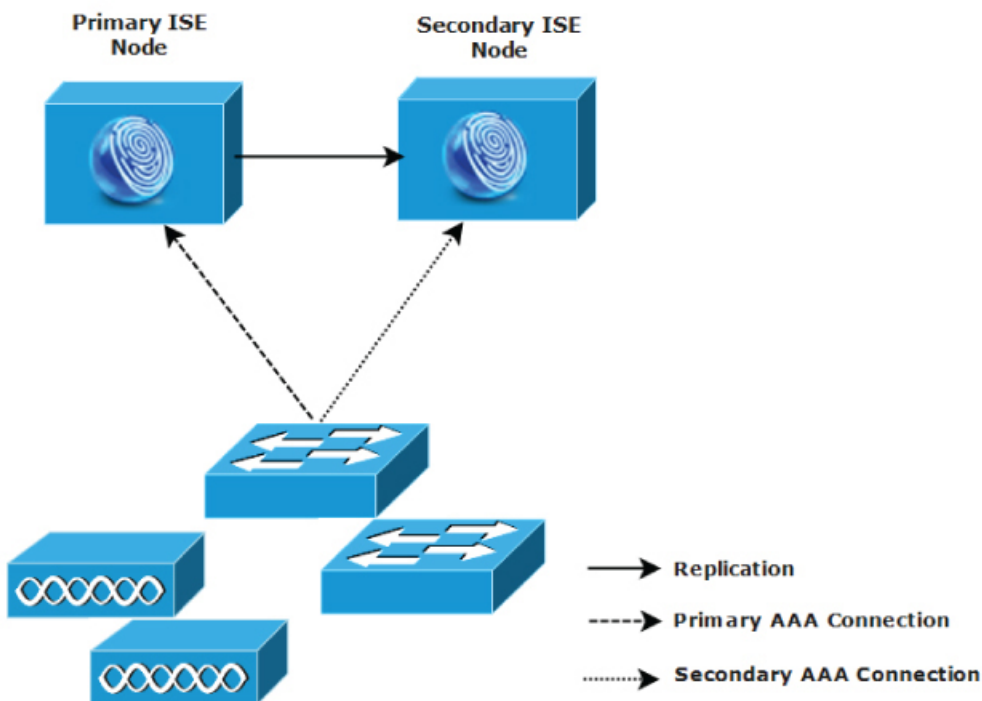 Primary ISE
Node
Secondary ISE
Node
Replication
Primary AAA Connection
Secondary AAA Connection